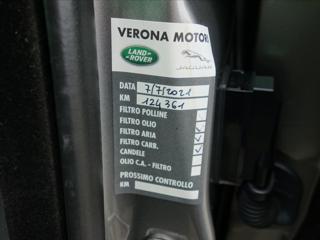 VERONA MOTORI
LAND-
ROVER
JAGUAR
DATA 7/7/2021
KM 124361
FILTRO POLLINE
FILTRO OLIO ✓
FILTRO ARIA ✓
FILTRO CARB. ✓
CANDELE
OLIO C.A. - FILTRO
PROSSIMO CONTROLLO
KM